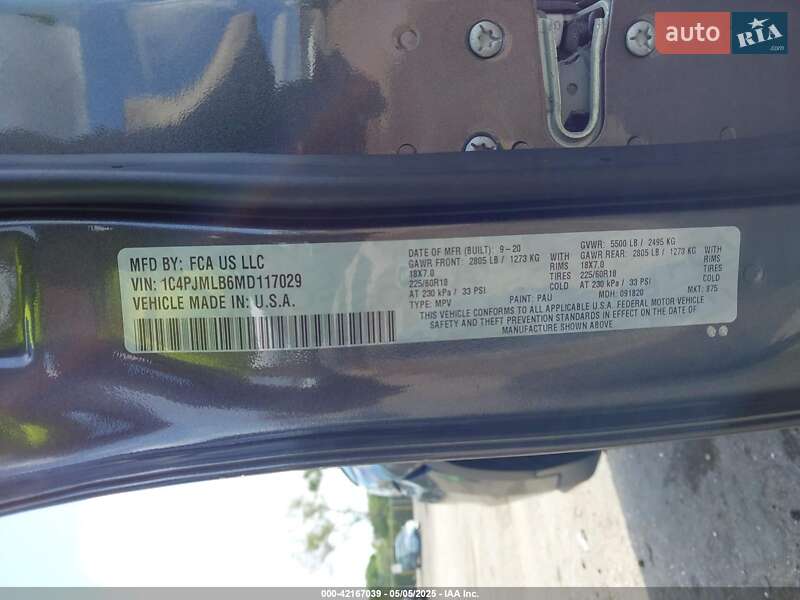 auto RIA
MFD BY: FCA US LLC
VIN: 1C4PJMLB6MD117029
VEHICLE MADE IN: U.S.A.
DATE OF MFR (BUILT): 9-20 GVWR: 5500 LB / 2495 KG
GAWR FRONT: 2805 LB / 1273 KG WITH GAWR REAR: 2805 LB / 1273 KG WITH
18X7.0 RIMS 18X7.0 RIMS
225/60R18 TIRES 225/60R18 TIRES
AT 230 kPa / 33 PSI COLD AT 230 kPa / 33 PSI COLD
TYPE: MPV PAINT: PAU MDH: 091820 MKT: 875
THIS VEHICLE CONFORMS TO ALL APPLICABLE U.S.A. FEDERAL MOTOR VEHICLE
SAFETY AND THEFT PREVENTION STANDARDS IN EFFECT ON THE DATE OF
MANUFACTURE SHOWN ABOVE
000-42167039 - 05/05/2025 - IAA Inc.